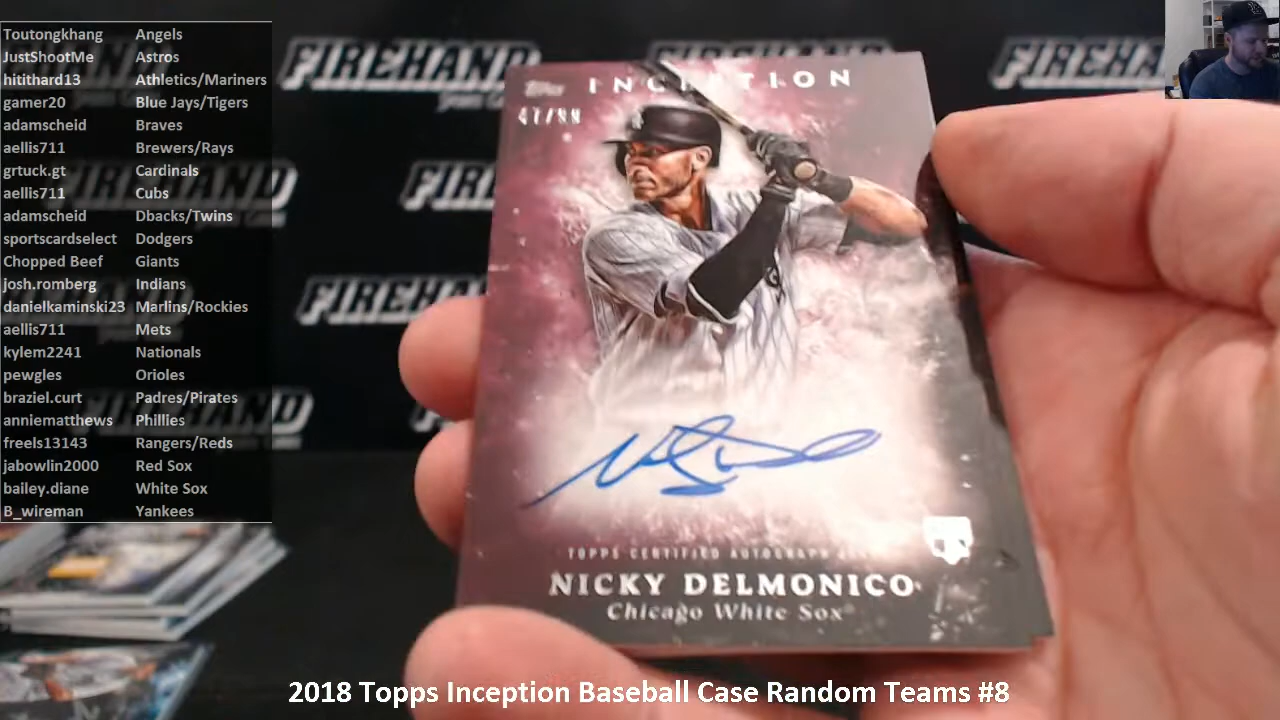 Toutongkhang Angels
JustShootMe Astros
hitithard13 Athletics/Mariners
gamer20 Blue Jays/Tigers
adamscheid Braves
aellis711 Brewers/Rays
grtuck.gt Cardinals
aellis711 Cubs
adamscheid Dbacks/Twins
sportscardselect Dodgers
Chopped Beef Giants
josh.romberg Indians
danielkaminski23 Marlins/Rockies
aellis711 Mets
kylem2241 Nationals
pewgles Orioles
braziel.curt Padres/Pirates
anniematthews Phillies
freels13143 Rangers/Reds
jabowlin2000 Red Sox
bailey.diane White Sox
B_wireman Yankees
FIREHAND
TOPPS INCEPTION
47/99
TOPPS CERTIFIED AUTOGRAPH
NICKY DELMONICO
Chicago White Sox
2018 Topps Inception Baseball Case Random Teams #8